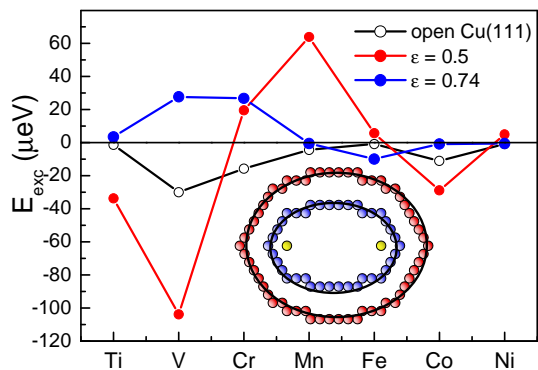 60
40
20
0
-20
-40
-60
-80
-100
-120
E_exc (μeV)
open Cu(111)
ε = 0.5
ε = 0.74
Ti V Cr Mn Fe Co Ni